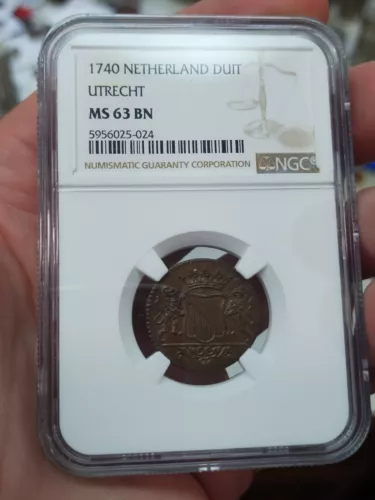 1740 NETHERLAND DUIT
UTRECHT
MS 63 BN
5956025-024
NUMISMATIC GUARANTY CORPORATION
NGC®